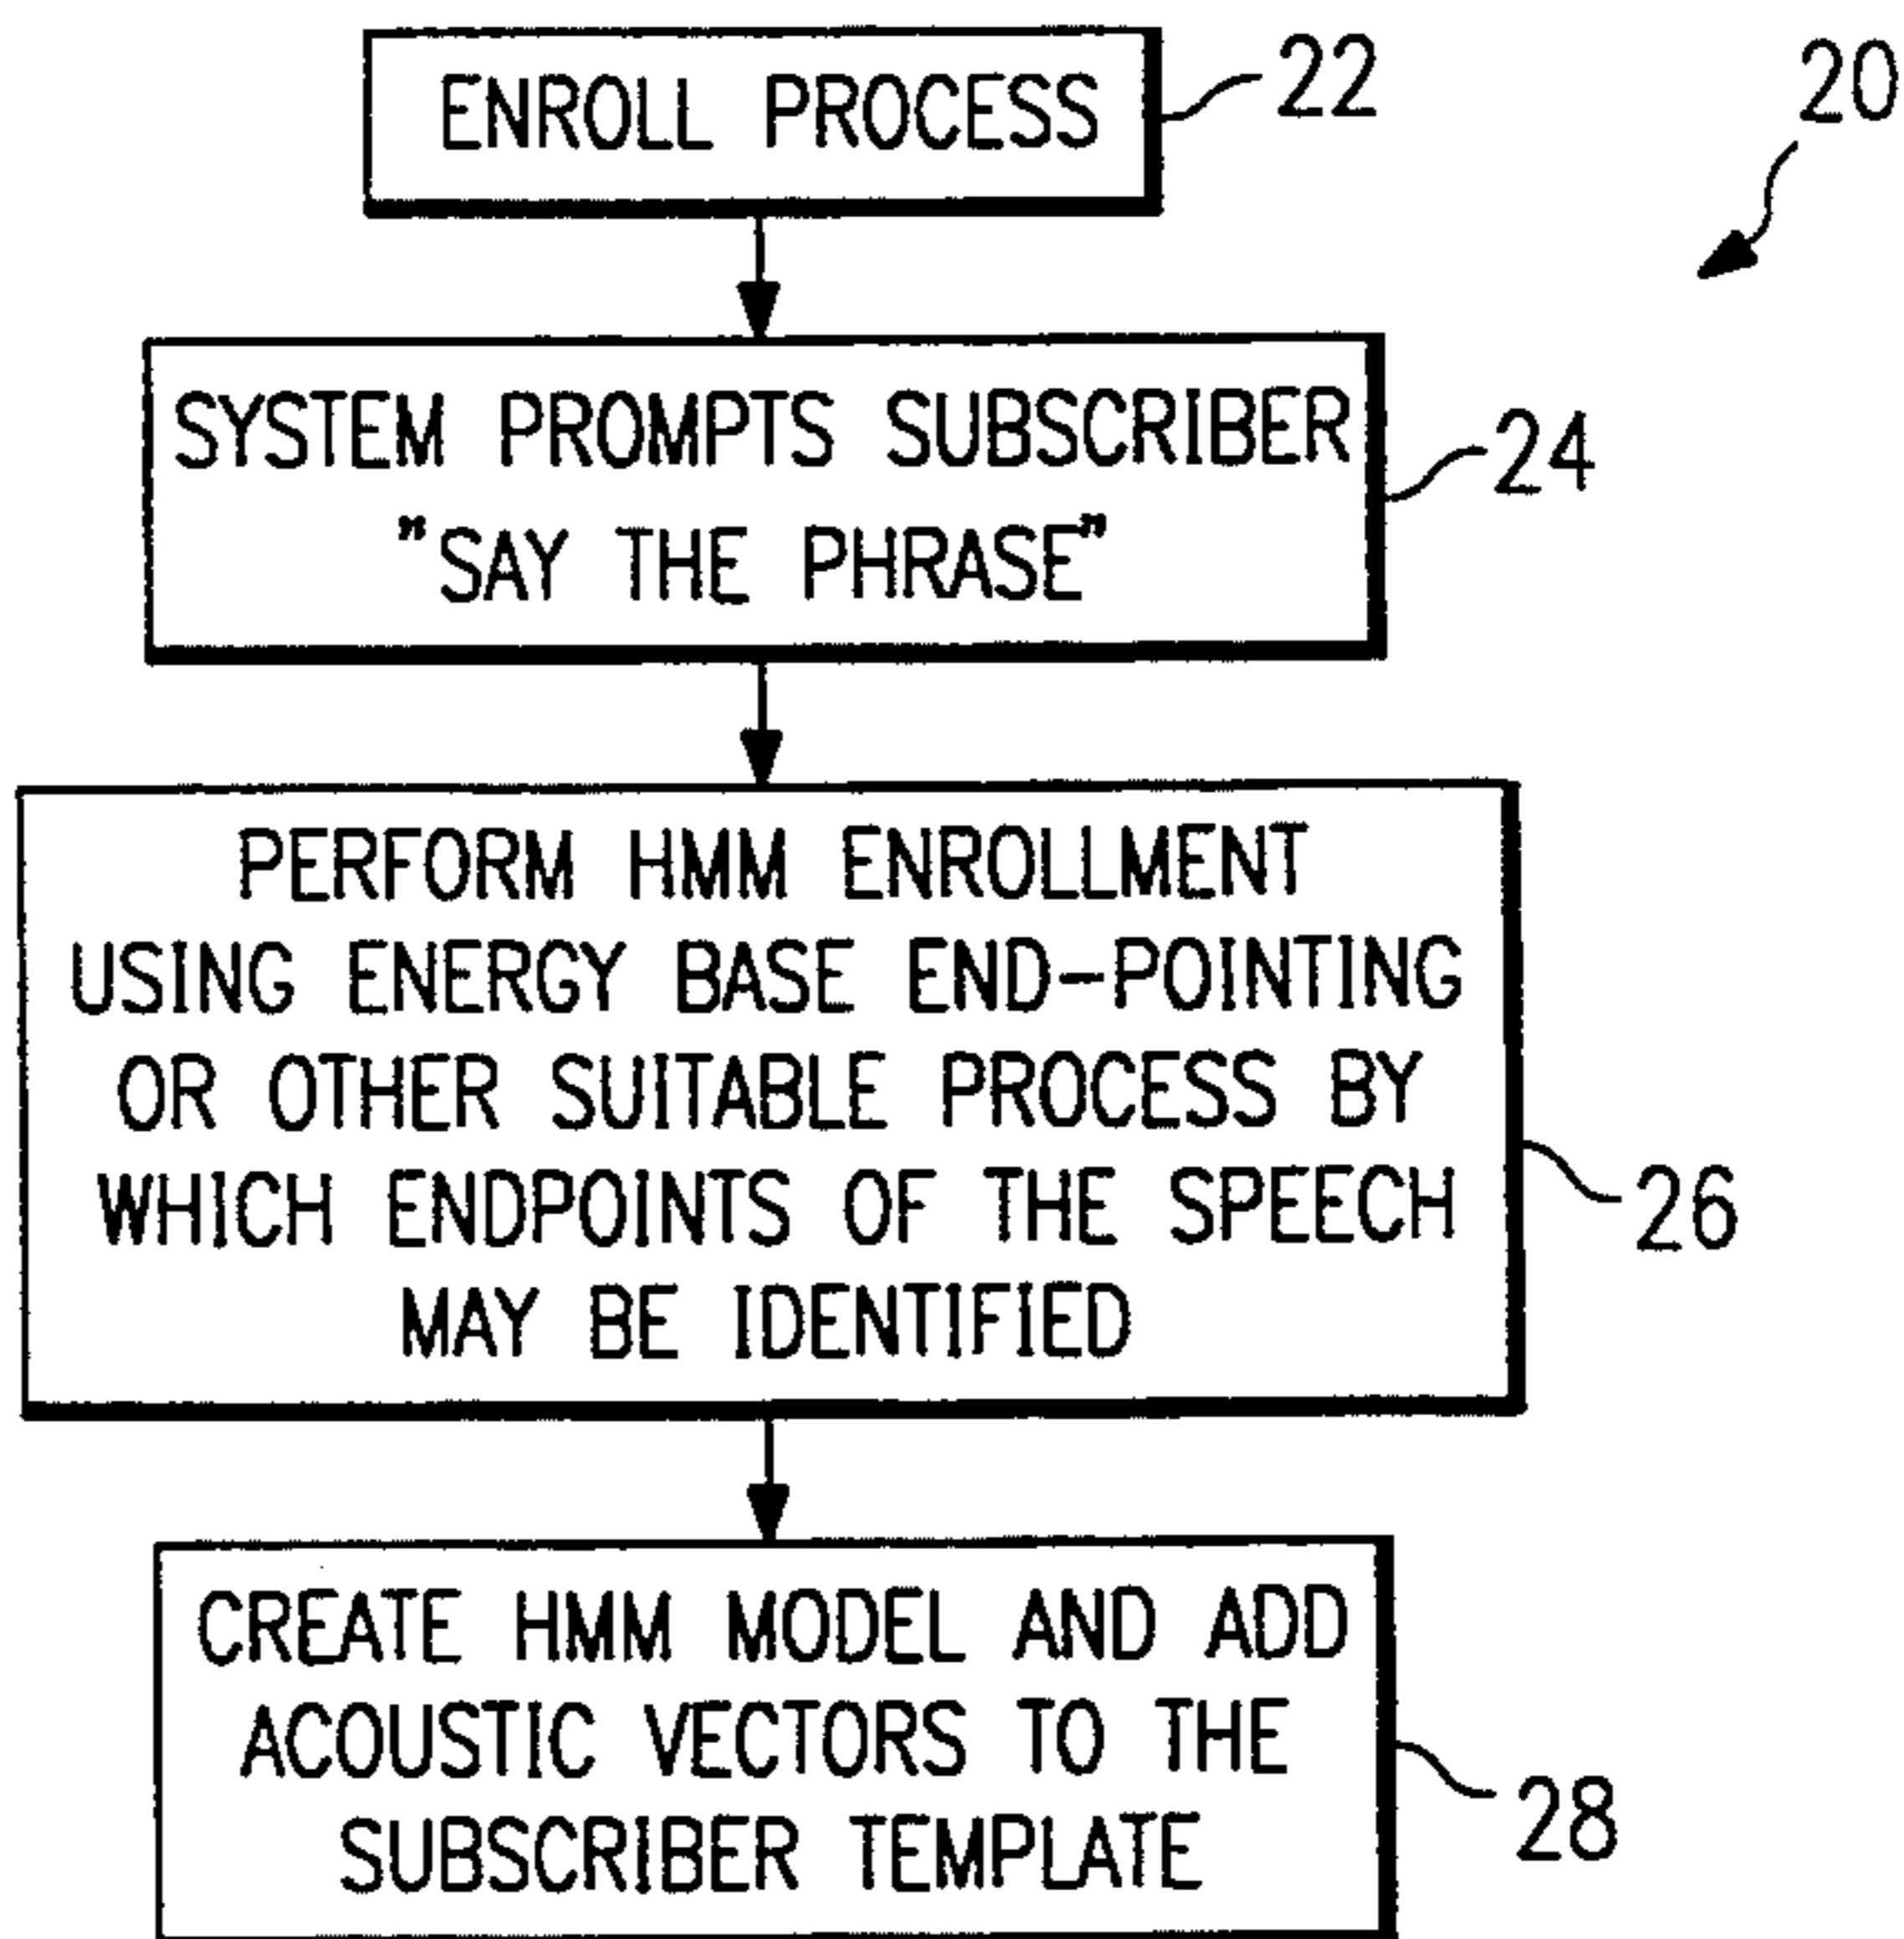 ENROLL PROCESS
22
20
SYSTEM PROMPTS SUBSCRIBER
"SAY THE PHRASE"
24
PERFORM HMM ENROLLMENT
USING ENERGY BASE END-POINTING
OR OTHER SUITABLE PROCESS BY
WHICH ENDPOINTS OF THE SPEECH
MAY BE IDENTIFIED
26
CREATE HMM MODEL AND ADD
ACOUSTIC VECTORS TO THE
SUBSCRIBER TEMPLATE
28